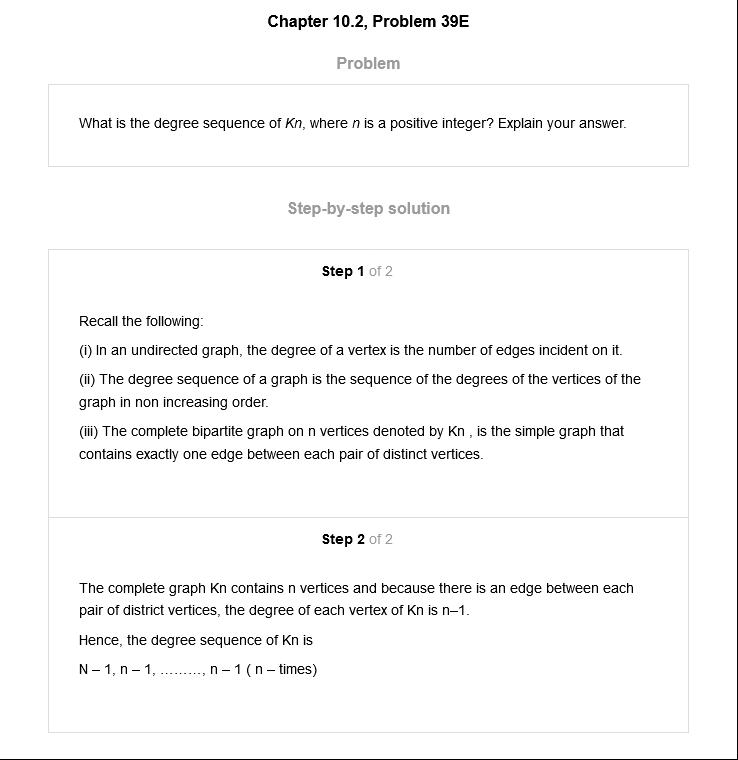 Chapter 10.2, Problem 39E
Problem
What is the degree sequence of Kn, where n is a positive integer? Explain your answer.
Step-by-step solution
Step 1 of 2
Recall the following:
(i) In an undirected graph, the degree of a vertex is the number of edges incident on it.
(ii) The degree sequence of a graph is the sequence of the degrees of the vertices of the
graph in non increasing order.
(iii) The complete bipartite graph on n vertices denoted by Kn , is the simple graph that
contains exactly one edge between each pair of distinct vertices.
Step 2 of 2
The complete graph Kn contains n vertices and because there is an edge between each
pair of district vertices, the degree of each vertex of Kn is n–1.
Hence, the degree sequence of Kn is
N – 1, n – 1, ………, n – 1 ( n – times)